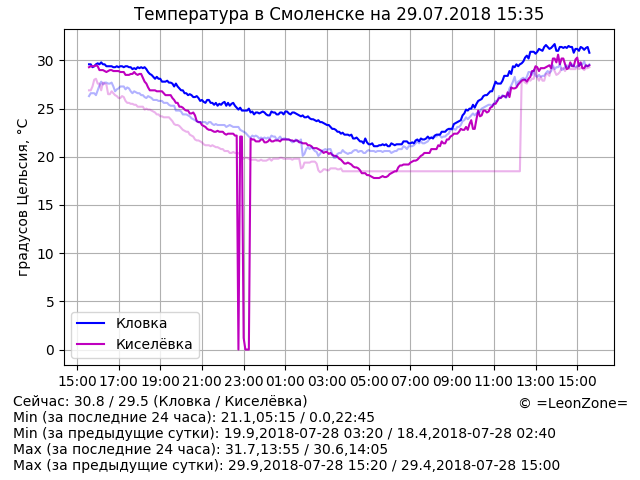 Температура в Смоленске на 29.07.2018 15:35
градусов Цельсия, °C
30
25
20
15
10
5
0
Кловка
Киселёвка
15:00 17:00 19:00 21:00 23:00 01:00 03:00 05:00 07:00 09:00 11:00 13:00 15:00
Сейчас: 30.8 / 29.5 (Кловка / Киселёвка)
© =LeonZone=
Min (за последние 24 часа): 21.1,05:15 / 0.0,22:45
Min (за предыдущие сутки): 19.9,2018-07-28 03:20 / 18.4,2018-07-28 02:40
Max (за последние 24 часа): 31.7,13:55 / 30.6,14:05
Max (за предыдущие сутки): 29.9,2018-07-28 15:20 / 29.4,2018-07-28 15:00